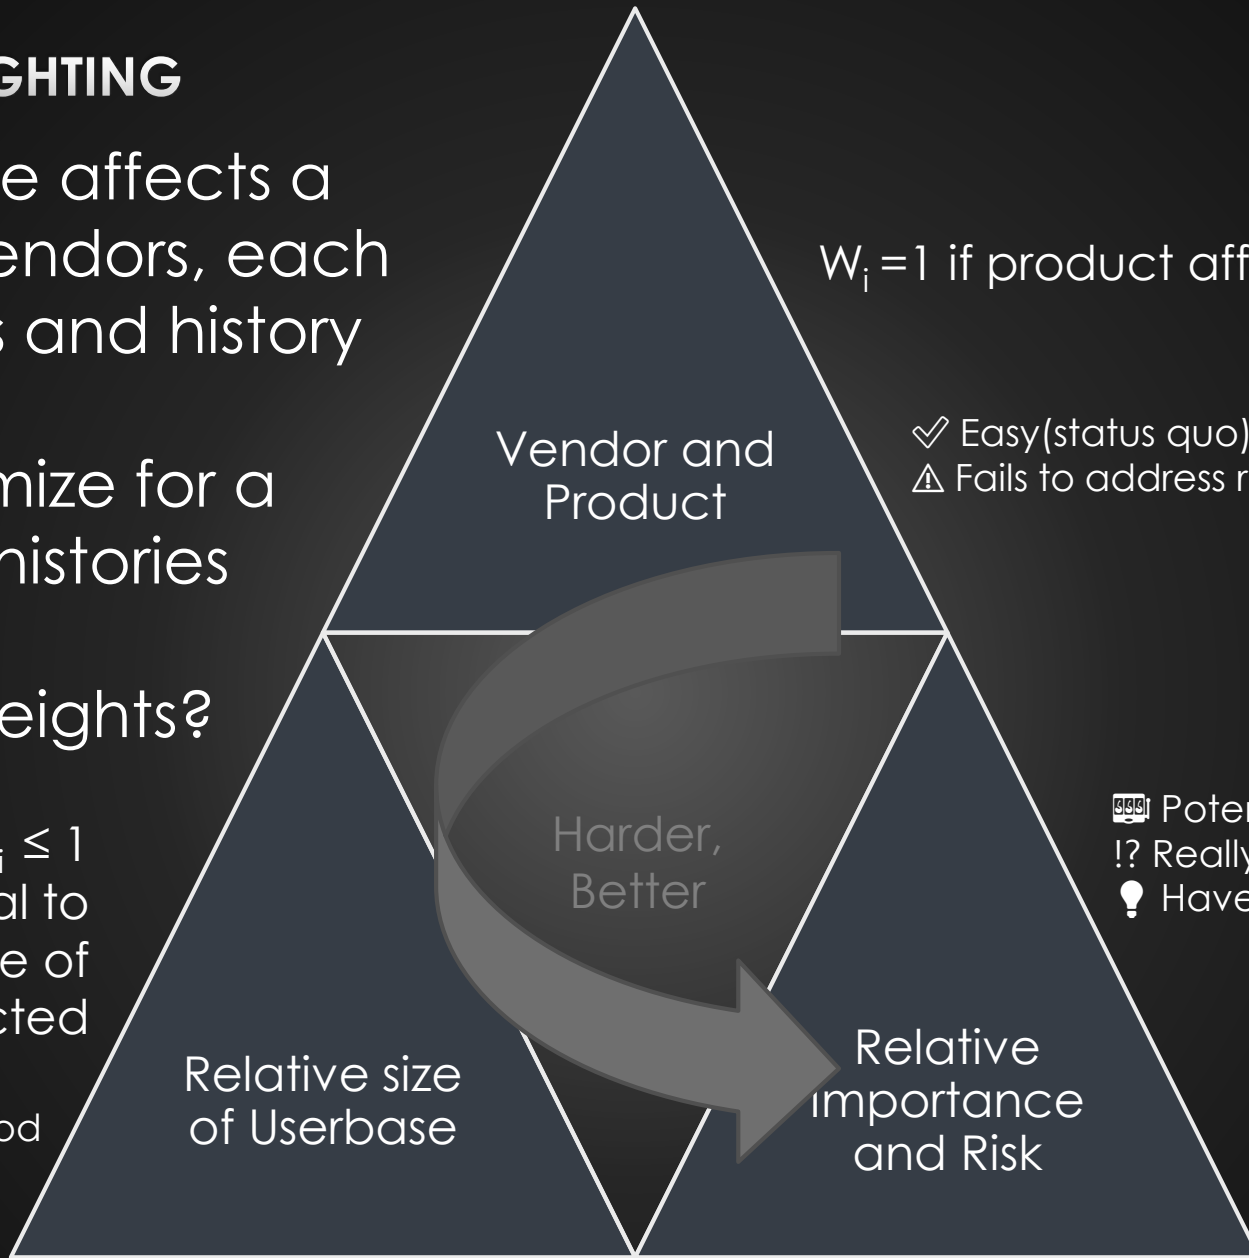 GHTING
e affects a
endors, each
s and history
mize for a
histories
eights?
i ≤ 1
al to
e of
cted
od
Vendor and
Product
Wi =1 if product aff
✓ Easy(status quo)
⚠ Fails to address r
Harder,
Better
🎰 Poten
!? Really
💡 Have
Relative size
of Userbase
Relative
importance
and Risk